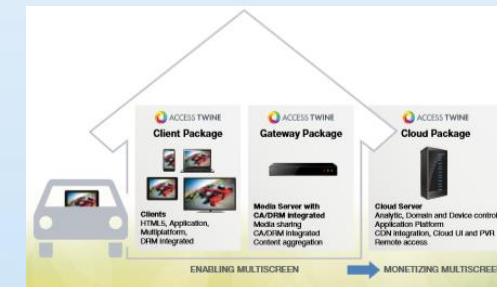 ACCESS TWINE
Client Package
Clients
HTML5, Application,
Multiplatform,
DRM integrated
ACCESS TWINE
Gateway Package
Media Server with
CA/DRM integrated
Media sharing
CA/DRM integrated
Content aggregation
ACCESS TWINE
Cloud Package
Cloud Server
Analytic, Domain and Device control
Application Platform
CDN integration, Cloud UI and PVR
Remote access
ENABLING MULTISCREEN
MONETIZING MULTISCREEN